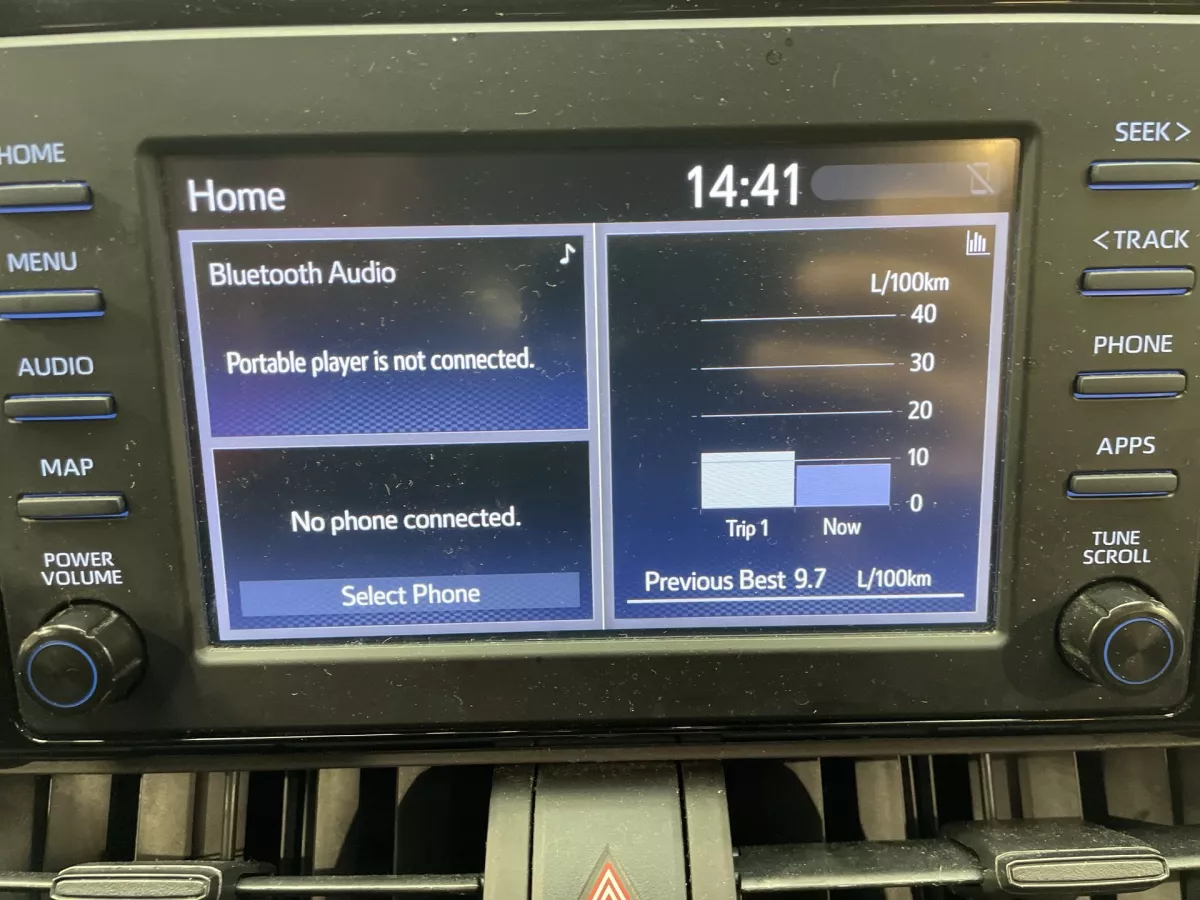 HOME
MENU
AUDIO
MAP
POWER
VOLUME
Home
14:41
Bluetooth Audio
Portable player is not connected.
No phone connected.
Select Phone
L/100km
40
30
20
10
0
Trip 1 Now
Previous Best 9.7 L/100km
SEEK >
< TRACK
PHONE
APPS
TUNE
SCROLL